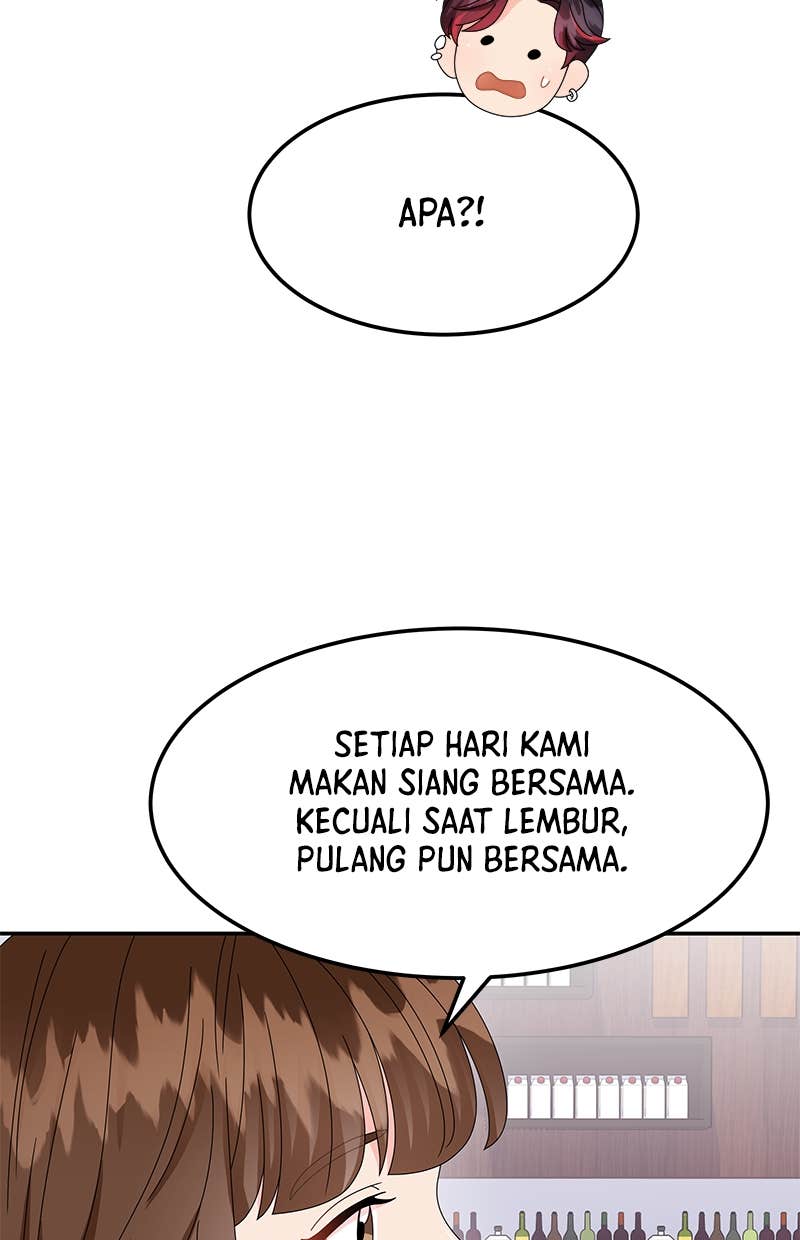 APA?!
SETIAP HARI KAMI
MAKAN SIANG BERSAMA.
KECUALI SAAT LEMBUR,
PULANG PUN BERSAMA.